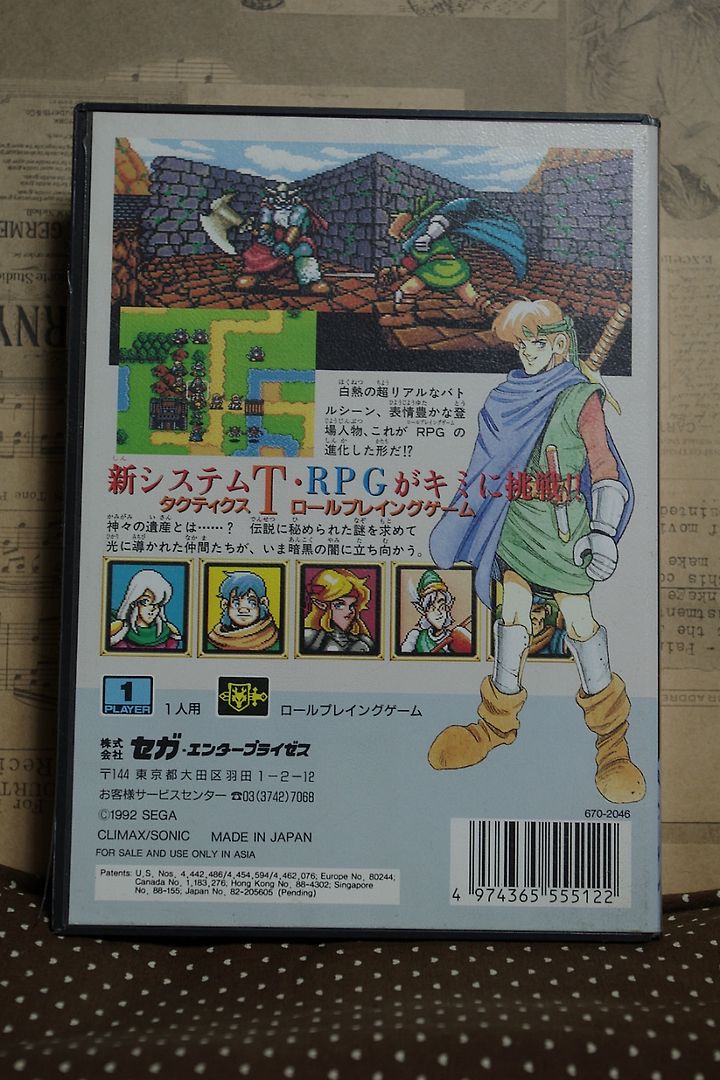 白熱の超リアルなバト
ルシーン、表情豊かな登
場人物、これが RPG の
進化した形だ!?
新システムT・RPGがキミに挑戦!!
タクティクス ロールプレイングゲーム
神々の遺産とは……? 伝説に秘められた謎を求めて
光に導かれた仲間たちが、いま暗黒の闇に立ち向かう。
1
PLAYER
1人用
ロールプレイングゲーム
株式会社 セガ・エンタープライゼス
〒144 東京都大田区羽田1-2-12
お客様サービスセンター ☎03(3742)7068
©1992 SEGA
670-2046
CLIMAX/SONIC MADE IN JAPAN
FOR SALE AND USE ONLY IN ASIA
Patents: U.S. Nos. 4,442,486/4,454,594/4,462,076; Europe No. 80244;
Canada No. 1,183,276; Hong Kong No. 88-4302; Singapore
No. 88-155; Japan No. 82-205605 (Pending)
4 974365 555122